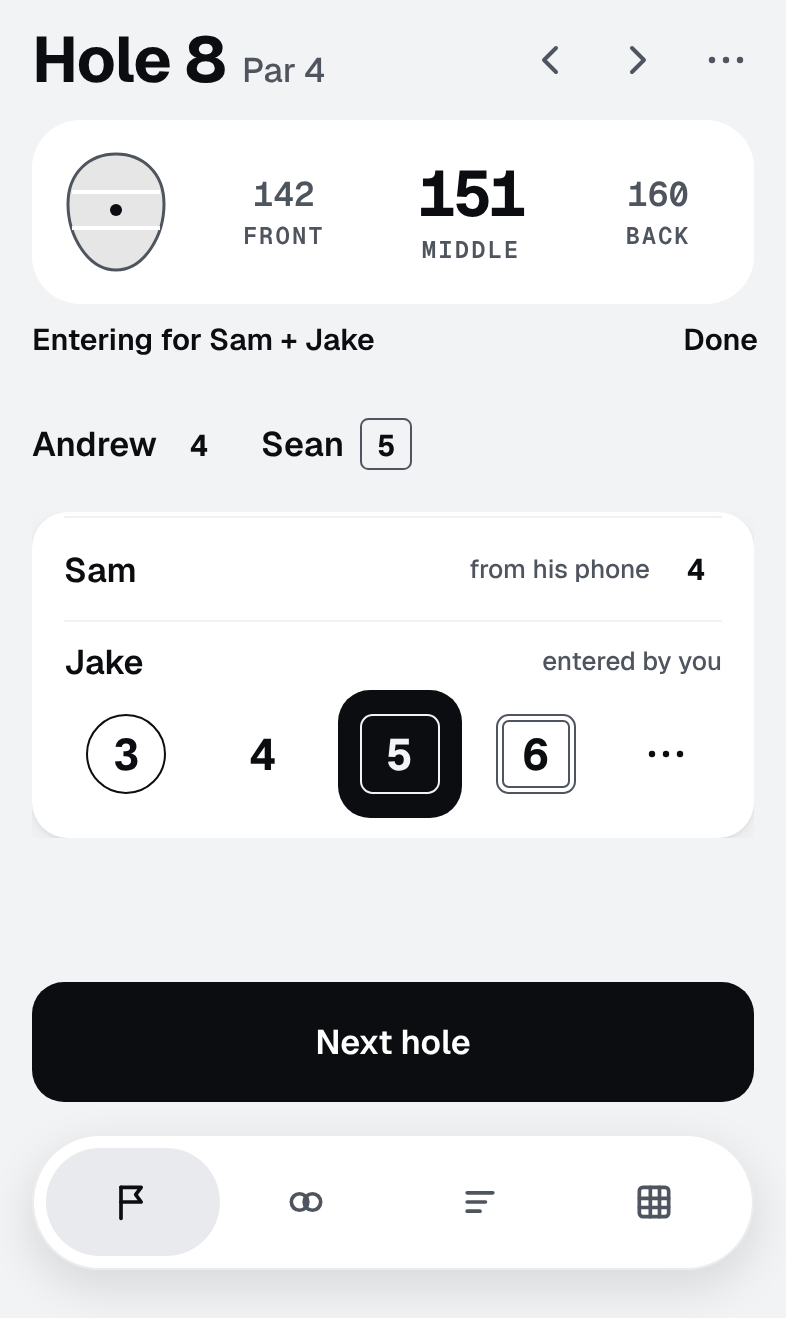 Hole 8 Par 4
142 151 160
FRONT MIDDLE BACK
Entering for Sam + Jake Done
Andrew 4 Sean 5
Sam from his phone 4
Jake entered by you
3 4 5 6
Next hole